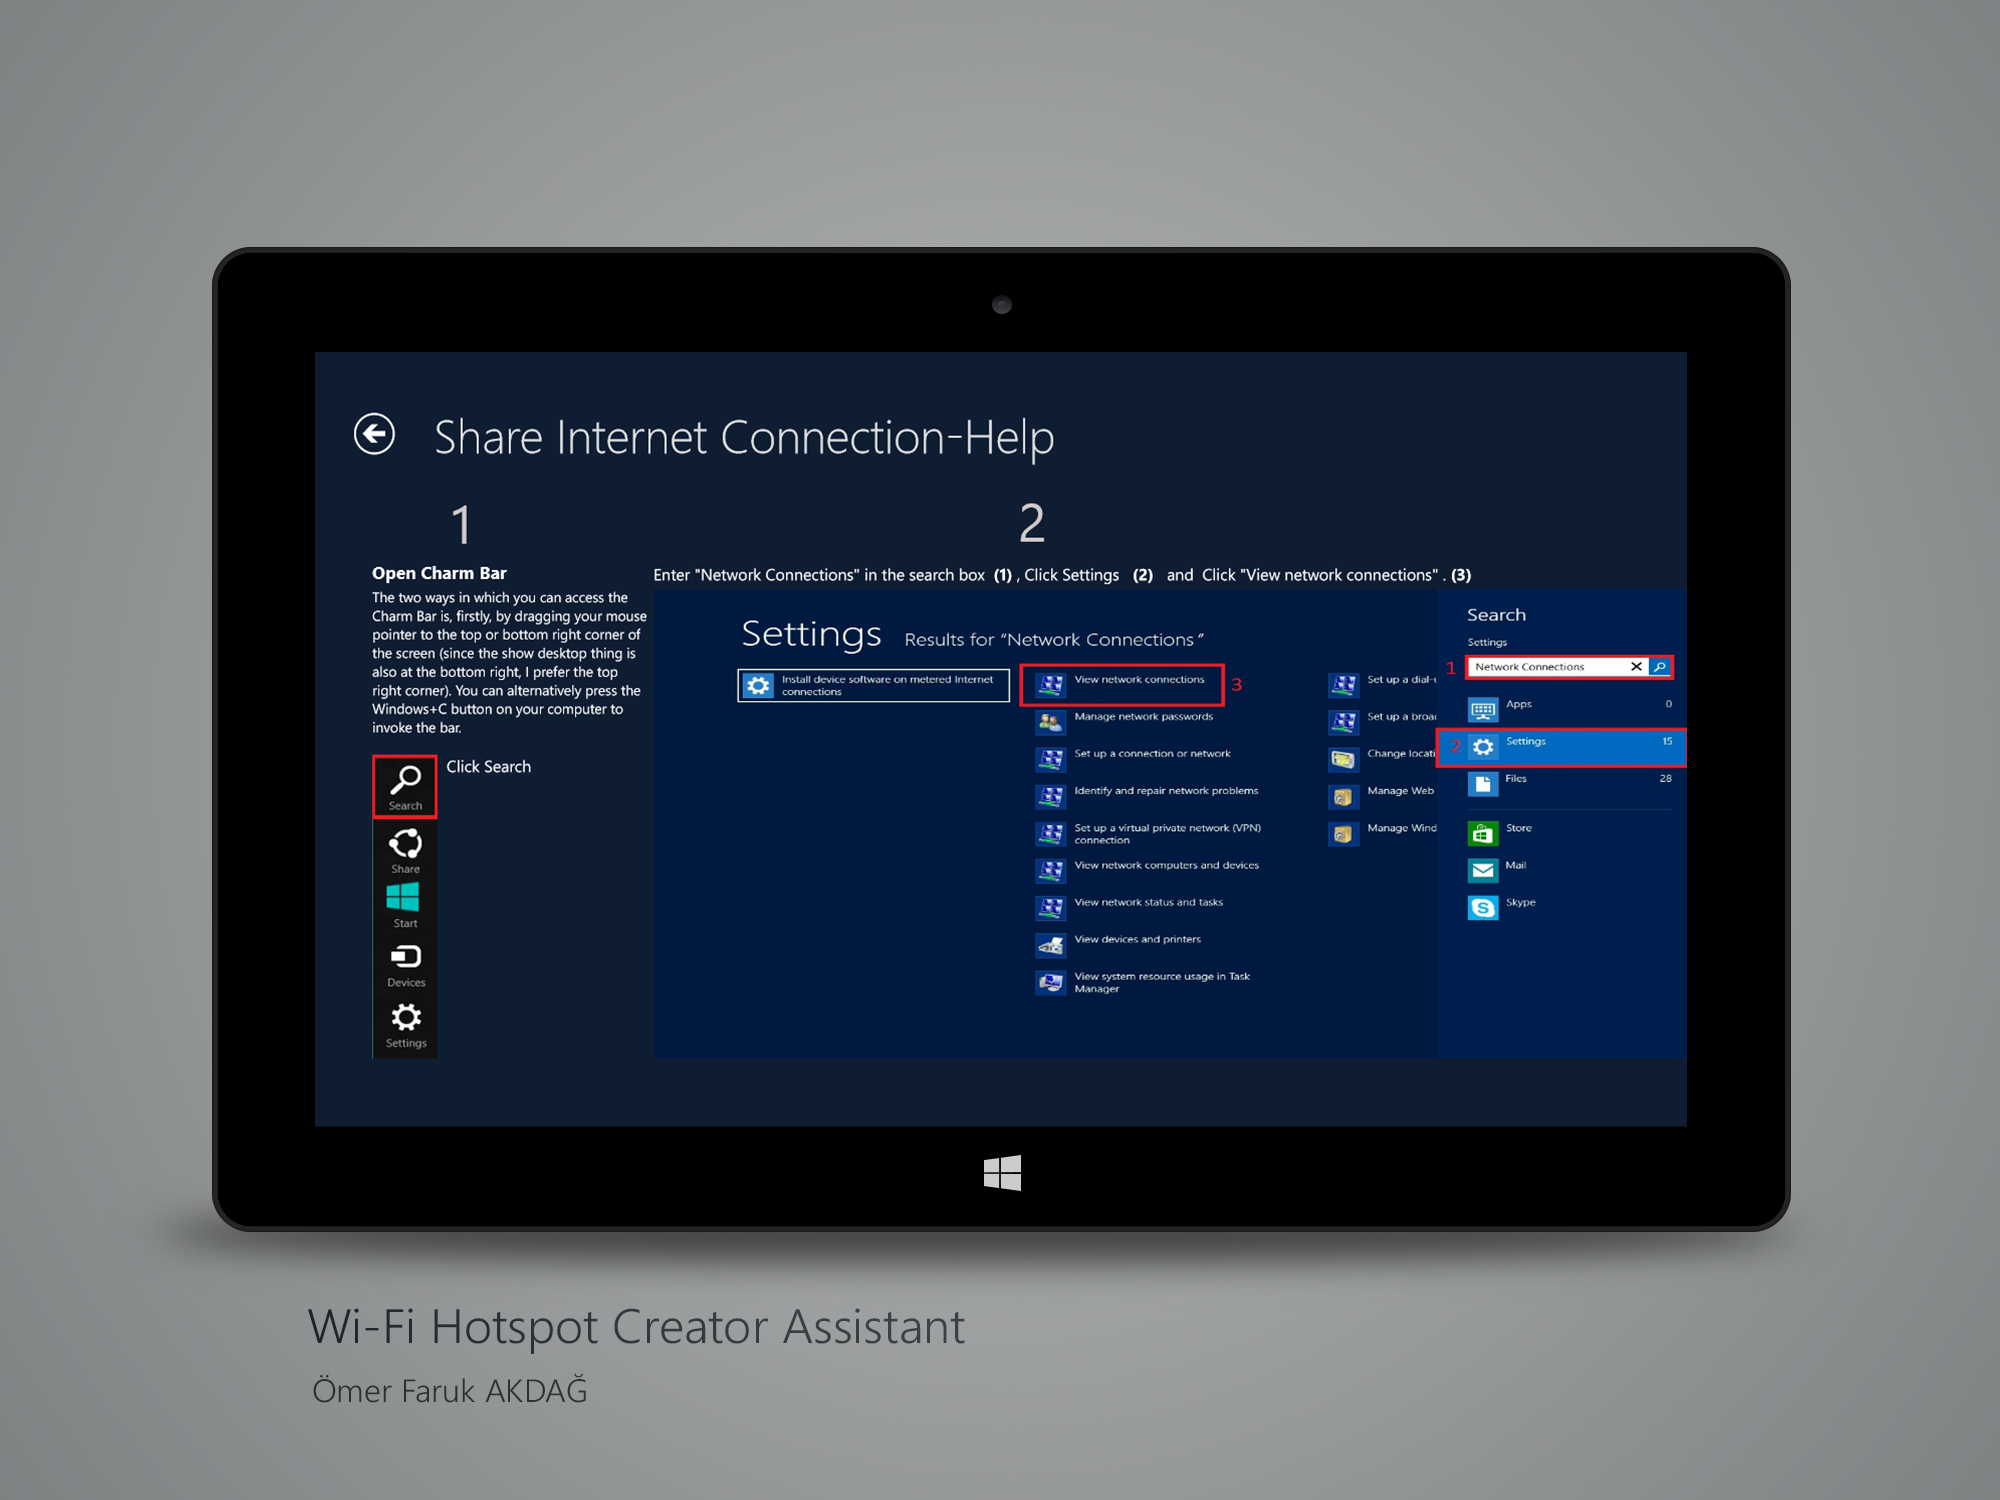 Share Internet Connection-Help
1
Open Charm Bar
The two ways in which you can access the
Charm Bar is, firstly, by dragging your mouse
pointer to the top or bottom right corner of
the screen (since the show desktop thing is
also at the bottom right, I prefer the top
right corner). You can alternatively press the
Windows+C button on your computer to
invoke the bar.
Search
Click Search
Share
Start
Devices
Settings
2
Enter "Network Connections" in the search box (1) , Click Settings (2) and Click "View network connections" . (3)
Settings Results for “Network Connections ”
Install device software on metered Internet
connections
View network connections
3
Manage network passwords
Set up a connection or network
Identify and repair network problems
Set up a virtual private network (VPN)
connection
View network computers and devices
View network status and tasks
View devices and printers
View system resource usage in Task
Manager
Set up a dial-
Set up a broa
Change locati
Manage Web
Manage Wind
Search
Settings
1 Network Connections
Apps 0
2 Settings 15
Files 28
Store
Mail
Skype
Wi-Fi Hotspot Creator Assistant
Ömer Faruk AKDAĞ